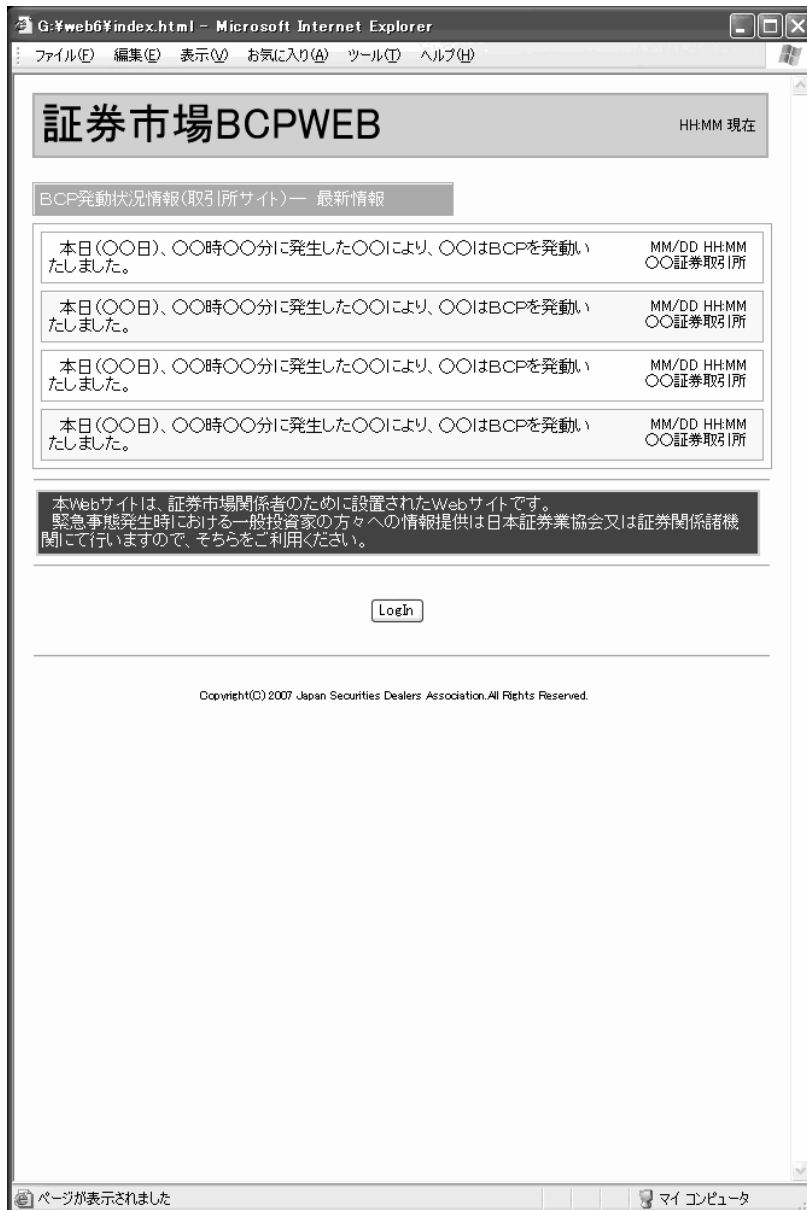 G:¥web6¥index.html - Microsoft Internet Explorer
ファイル(F) 編集(E) 表示(V) お気に入り(A) ツール(T) ヘルプ(H)
証券市場BCPWEB
HH:MM 現在
BCP発動状況情報(取引所サイト)― 最新情報
本日(〇〇日)、〇〇時〇〇分に発生した〇〇により、〇〇はBCPを発動い
たしました。
MM/DD HH:MM
〇〇証券取引所
本日(〇〇日)、〇〇時〇〇分に発生した〇〇により、〇〇はBCPを発動い
たしました。
MM/DD HH:MM
〇〇証券取引所
本日(〇〇日)、〇〇時〇〇分に発生した〇〇により、〇〇はBCPを発動い
たしました。
MM/DD HH:MM
〇〇証券取引所
本日(〇〇日)、〇〇時〇〇分に発生した〇〇により、〇〇はBCPを発動い
たしました。
MM/DD HH:MM
〇〇証券取引所
本Webサイトは、証券市場関係者のために設置されたWebサイトです。
緊急事態発生時における一般投資家の方々への情報提供は日本証券業協会又は証券関係諸機
関にて行いますので、そちらをご利用ください。
LogIn
Copyright(C) 2007 Japan Securities Dealers Association.All Rights Reserved.
ページが表示されました
マイ コンピュータ